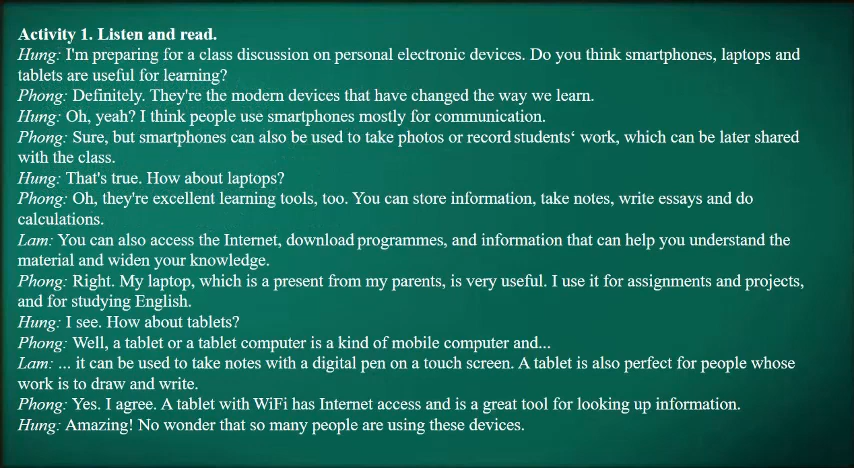 Activity 1. Listen and read.
Hung: I'm preparing for a class discussion on personal electronic devices. Do you think smartphones, laptops and
tablets are useful for learning?
Phong: Definitely. They're the modern devices that have changed the way we learn.
Hung: Oh, yeah? I think people use smartphones mostly for communication.
Phong: Sure, but smartphones can also be used to take photos or record students‘ work, which can be later shared
with the class.
Hung: That's true. How about laptops?
Phong: Oh, they're excellent learning tools, too. You can store information, take notes, write essays and do
calculations.
Lam: You can also access the Internet, download programmes, and information that can help you understand the
material and widen your knowledge.
Phong: Right. My laptop, which is a present from my parents, is very useful. I use it for assignments and projects,
and for studying English.
Hung: I see. How about tablets?
Phong: Well, a tablet or a tablet computer is a kind of mobile computer and...
Lam: ... it can be used to take notes with a digital pen on a touch screen. A tablet is also perfect for people whose
work is to draw and write.
Phong: Yes. I agree. A tablet with WiFi has Internet access and is a great tool for looking up information.
Hung: Amazing! No wonder that so many people are using these devices.